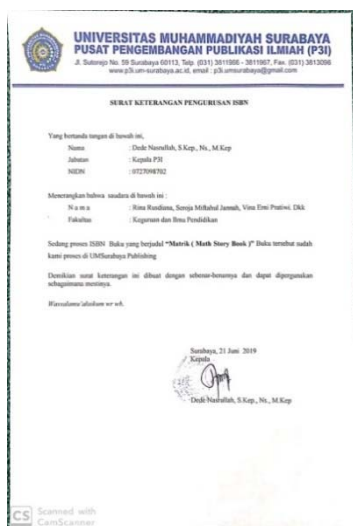 UNIVERSITAS MUHAMMADIYAH SURABAYA
PUSAT PENGEMBANGAN PUBLIKASI ILMIAH (P3I)
Jl. Sutorejo No. 59 Surabaya 60113, Telp. (031) 3811966 - 3811967, Fax. (031) 3813096
www.p3i.um-surabaya.ac.id, email : p3i.umsurabaya@gmail.com
SURAT KETERANGAN PENGURUSAN ISBN
Yang bertanda tangan di bawah ini,
Nama : Dede Nasrullah, S.Kep., Ns., M.Kep
Jabatan : Kepala P3I
NIDN : 0727098702
Menerangkan bahwa saudara di bawah ini :
N a m a : Rina Rusdiana, Soraja Miftahul Jannah, Vina Erni Pratiwi, Dkk
Fakultas : Keguruan dan Ilmu Pendidikan
Sedang proses ISBN Buku yang berjudul “Matrik ( Math Story Book )” Buku tersebut sudah
kami proses di UMSurabaya Publishing
Demikian surat keterangan ini dibuat dengan sebenar-benarnya dan dapat dipergunakan
sebagaimana mestinya.
Wassalamu'alaikum wr wb.
Surabaya, 21 Juni 2019
Kepala
Dede Nasrullah, S.Kep., Ns., M.Kep
CS Scanned with
CamScanner